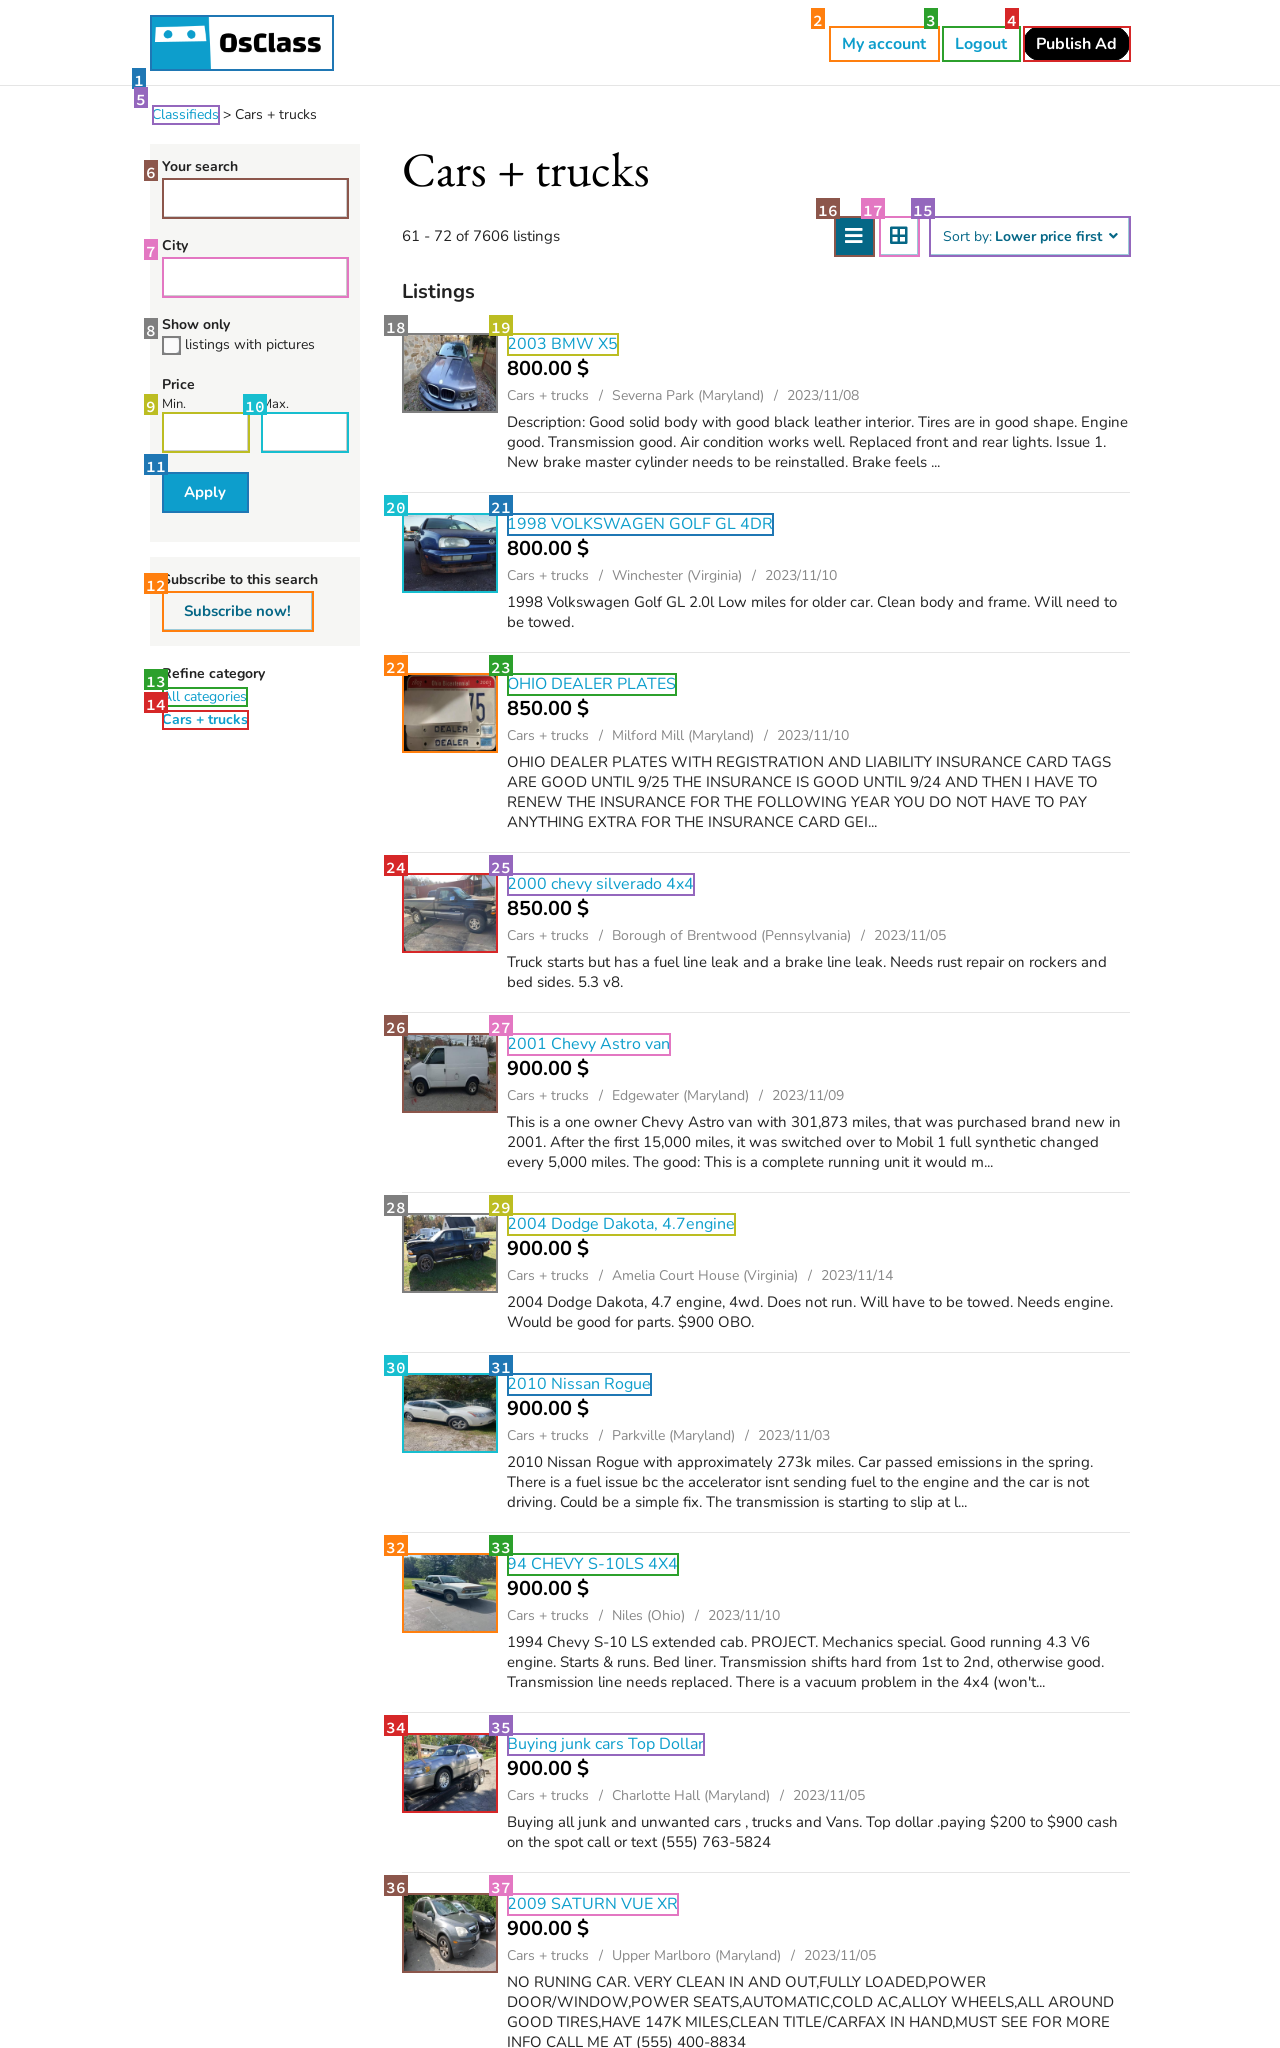 OsClass
2
3
4
My account
Logout
Publish Ad
1
5
Classifieds > Cars + trucks
6
Your search
7
City
8
Show only
listings with pictures
Price
9
Min.
10
Max.
11
Apply
12
Subscribe to this search
Subscribe now!
Refine category
13
All categories
14
Cars + trucks
Cars + trucks
61 - 72 of 7606 listings
16
17
15
Sort by: Lower price first
Listings
18
19
2003 BMW X5
800.00 $
Cars + trucks / Severna Park (Maryland) / 2023/11/08
Description: Good solid body with good black leather interior. Tires are in good shape. Engine
good. Transmission good. Air condition works well. Replaced front and rear lights. Issue 1.
New brake master cylinder needs to be reinstalled. Brake feels ...
20
21
1998 VOLKSWAGEN GOLF GL 4DR
800.00 $
Cars + trucks / Winchester (Virginia) / 2023/11/10
1998 Volkswagen Golf GL 2.0l Low miles for older car. Clean body and frame. Will need to
be towed.
22
23
75
DEALER
DEALER
OHIO DEALER PLATES
850.00 $
Cars + trucks / Milford Mill (Maryland) / 2023/11/10
OHIO DEALER PLATES WITH REGISTRATION AND LIABILITY INSURANCE CARD TAGS
ARE GOOD UNTIL 9/25 THE INSURANCE IS GOOD UNTIL 9/24 AND THEN I HAVE TO
RENEW THE INSURANCE FOR THE FOLLOWING YEAR YOU DO NOT HAVE TO PAY
ANYTHING EXTRA FOR THE INSURANCE CARD GEI...
24
25
2000 chevy silverado 4x4
850.00 $
Cars + trucks / Borough of Brentwood (Pennsylvania) / 2023/11/05
Truck starts but has a fuel line leak and a brake line leak. Needs rust repair on rockers and
bed sides. 5.3 v8.
26
27
2001 Chevy Astro van
900.00 $
Cars + trucks / Edgewater (Maryland) / 2023/11/09
This is a one owner Chevy Astro van with 301,873 miles, that was purchased brand new in
2001. After the first 15,000 miles, it was switched over to Mobil 1 full synthetic changed
every 5,000 miles. The good: This is a complete running unit it would m...
28
29
2004 Dodge Dakota, 4.7engine
900.00 $
Cars + trucks / Amelia Court House (Virginia) / 2023/11/14
2004 Dodge Dakota, 4.7 engine, 4wd. Does not run. Will have to be towed. Needs engine.
Would be good for parts. $900 OBO.
30
31
2010 Nissan Rogue
900.00 $
Cars + trucks / Parkville (Maryland) / 2023/11/03
2010 Nissan Rogue with approximately 273k miles. Car passed emissions in the spring.
There is a fuel issue bc the accelerator isnt sending fuel to the engine and the car is not
driving. Could be a simple fix. The transmission is starting to slip at l...
32
33
94 CHEVY S-10LS 4X4
900.00 $
Cars + trucks / Niles (Ohio) / 2023/11/10
1994 Chevy S-10 LS extended cab. PROJECT. Mechanics special. Good running 4.3 V6
engine. Starts & runs. Bed liner. Transmission shifts hard from 1st to 2nd, otherwise good.
Transmission line needs replaced. There is a vacuum problem in the 4x4 (won't...
34
35
Buying junk cars Top Dollar
900.00 $
Cars + trucks / Charlotte Hall (Maryland) / 2023/11/05
Buying all junk and unwanted cars , trucks and Vans. Top dollar .paying $200 to $900 cash
on the spot call or text (555) 763-5824
36
37
2009 SATURN VUE XR
900.00 $
Cars + trucks / Upper Marlboro (Maryland) / 2023/11/05
NO RUNING CAR. VERY CLEAN IN AND OUT,FULLY LOADED,POWER
DOOR/WINDOW,POWER SEATS,AUTOMATIC,COLD AC,ALLOY WHEELS,ALL AROUND
GOOD TIRES,HAVE 147K MILES,CLEAN TITLE/CARFAX IN HAND,MUST SEE FOR MORE
INFO CALL ME AT (555) 400-8834